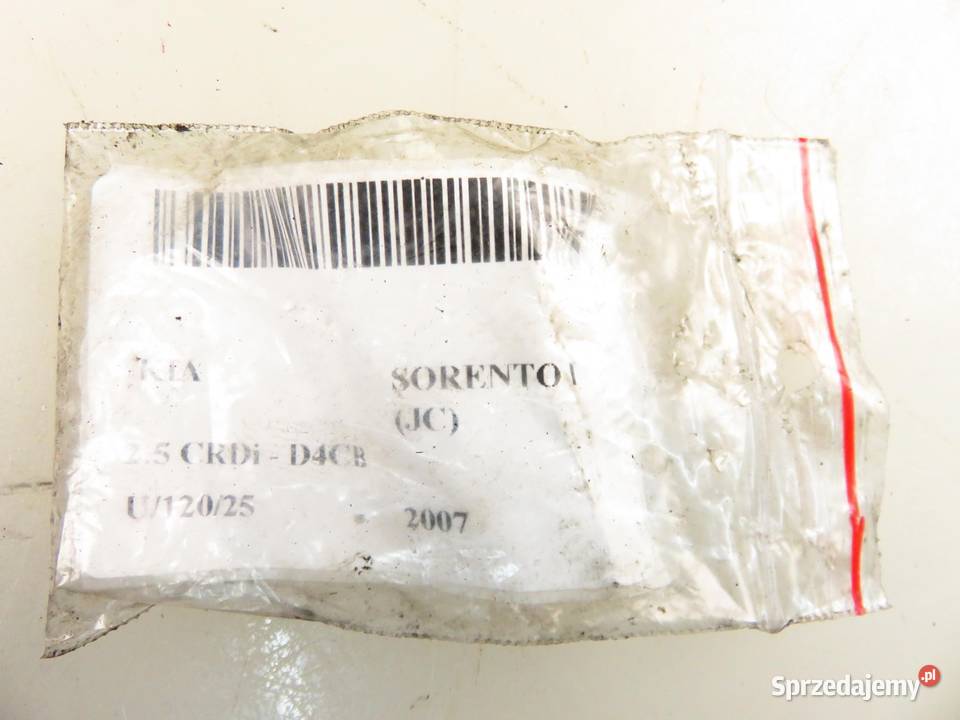 KIA
SORENTO I
(JC)
2.5 CRDi - D4CB
U/120/25
2007
Sprzedajemy.pl